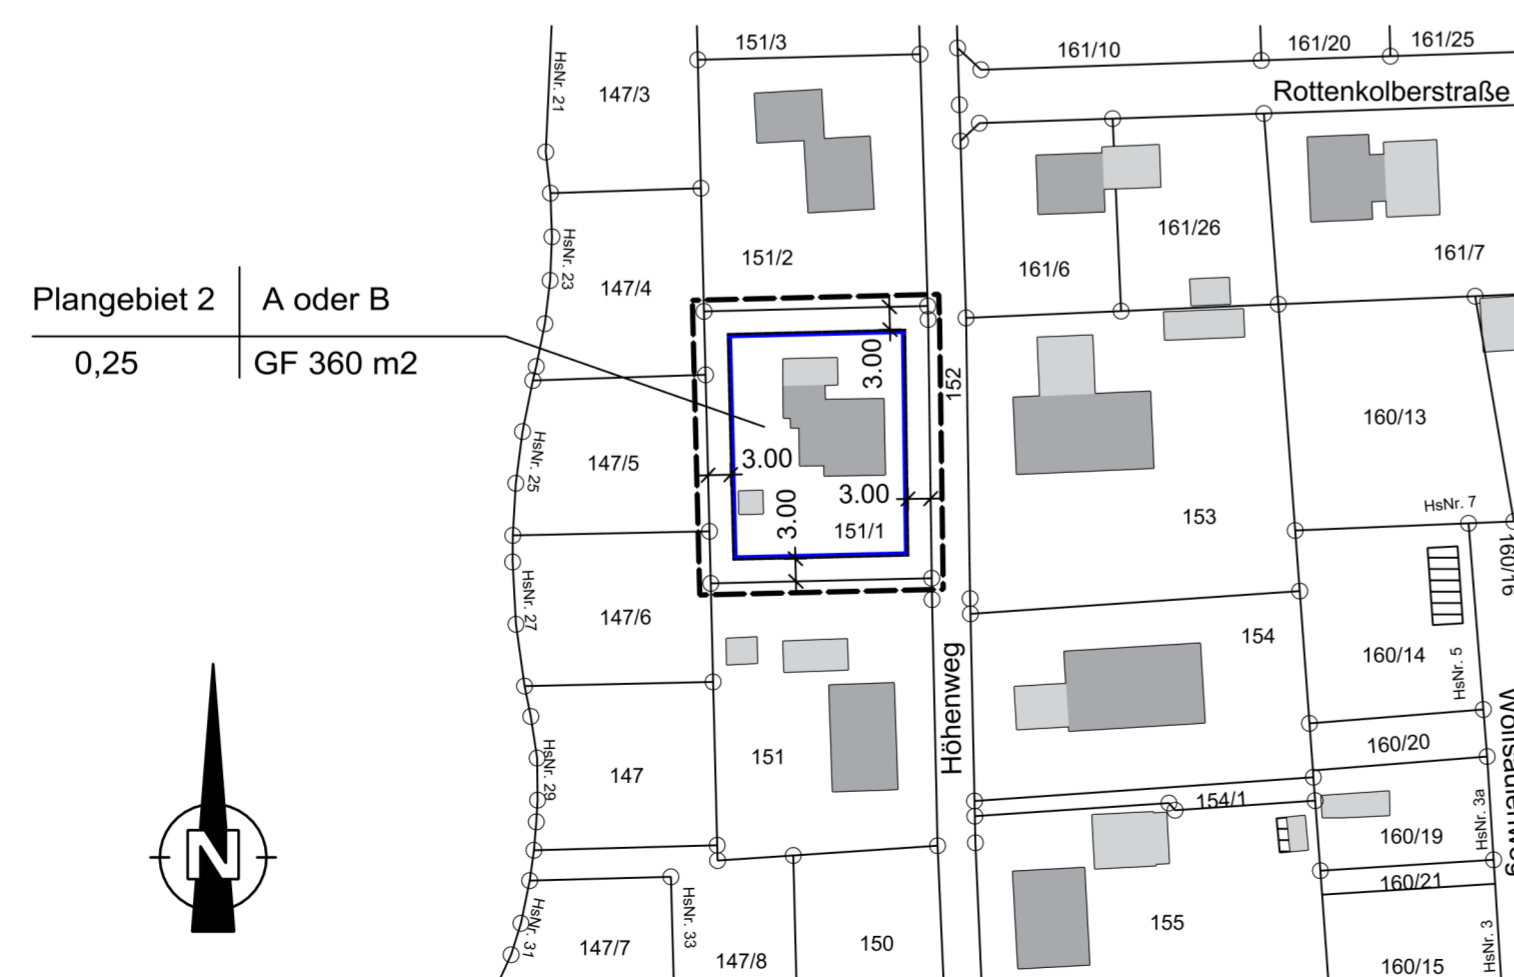 151/3
161/10
161/20
161/25
HsNr. 21
147/3
Rottenkolberstraße
161/26
HsNr. 23
151/2
161/6
161/7
147/4
Plangebiet 2
A oder B
0,25
GF 360 m2
3.00
152
160/13
HsNr. 25
147/5
3.00
3.00
3.00
151/1
153
HsNr. 7
160/16
HsNr. 27
147/6
154
160/14
HsNr. 5
Höhenweg
151
147
HsNr. 29
160/20
154/1
HsNr. 3a
160/19
N
160/21
HsNr. 31
147/7
HsNr. 33
147/8
150
155
160/15
HsNr. 3